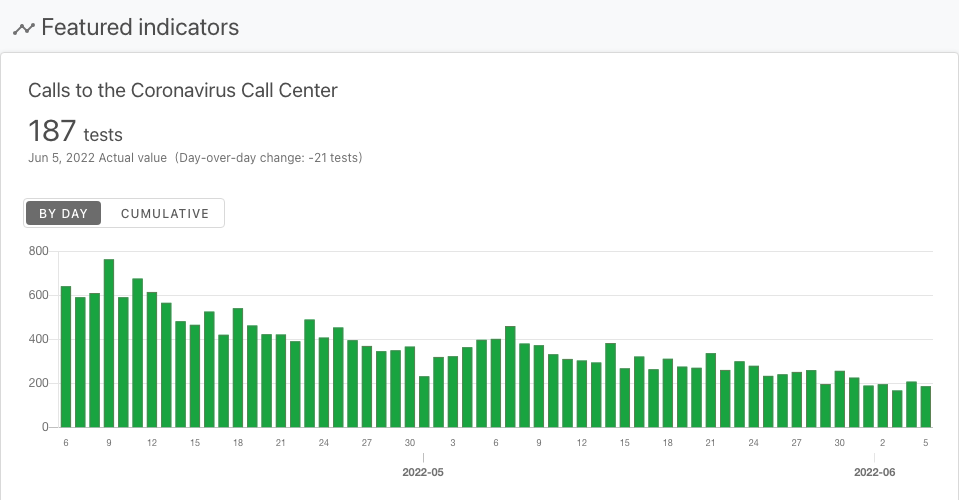 Featured indicators
Calls to the Coronavirus Call Center
187 tests
Jun 5, 2022 Actual value (Day-over-day change: -21 tests)
BY DAY CUMULATIVE
800
600
400
200
0
6 9 12 15 18 21 24 27 30 3 6 9 12 15 18 21 24 27 30 2 5
2022-05 2022-06